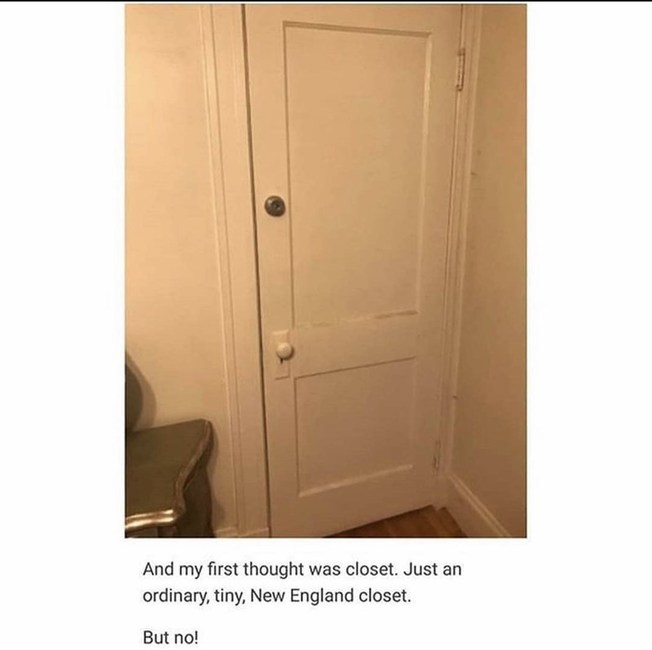 And my first thought was closet. Just an
ordinary, tiny, New England closet.
But no!